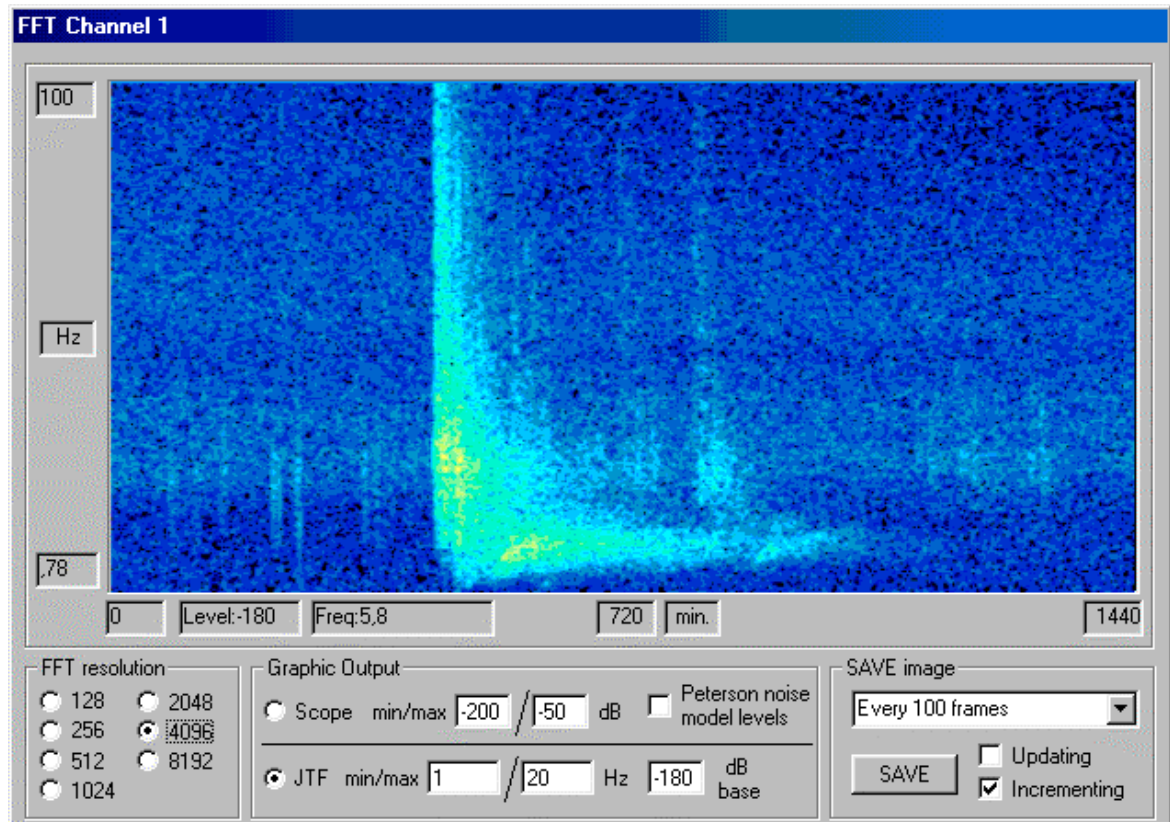 FFT Channel 1
100
Hz
,78
0 Level:-180 Freq:5,8 720 min. 1440
FFT resolution
128 2048
256 4096
512 8192
1024
Graphic Output
Scope min/max -200 / -50 dB Peterson noise
model levels
JTF min/max 1 / 20 Hz -180 dB
base
SAVE image
Every 100 frames
SAVE Updating
Incrementing